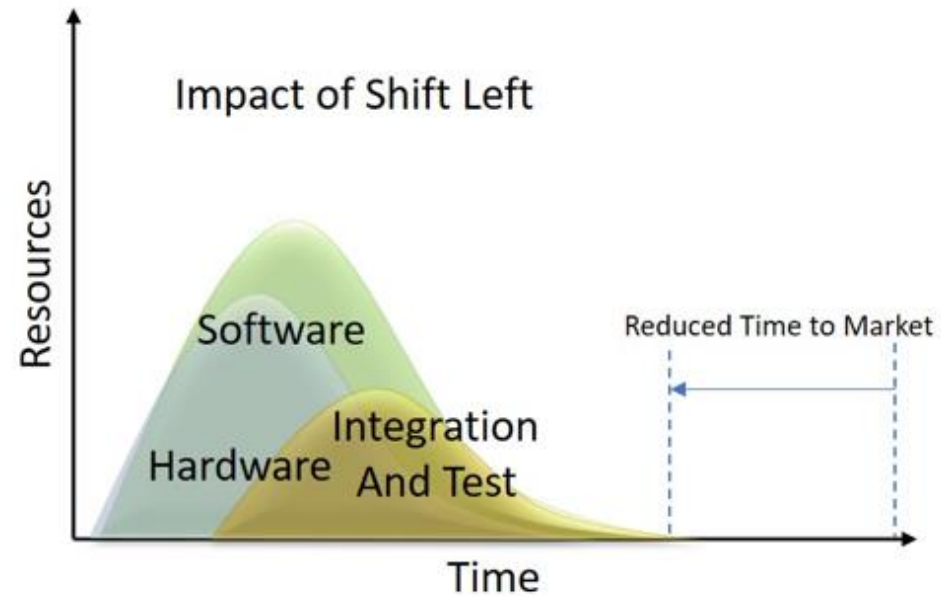 Impact of Shift Left
Resources
Software
Reduced Time to Market
Integration
And Test
Hardware
Time